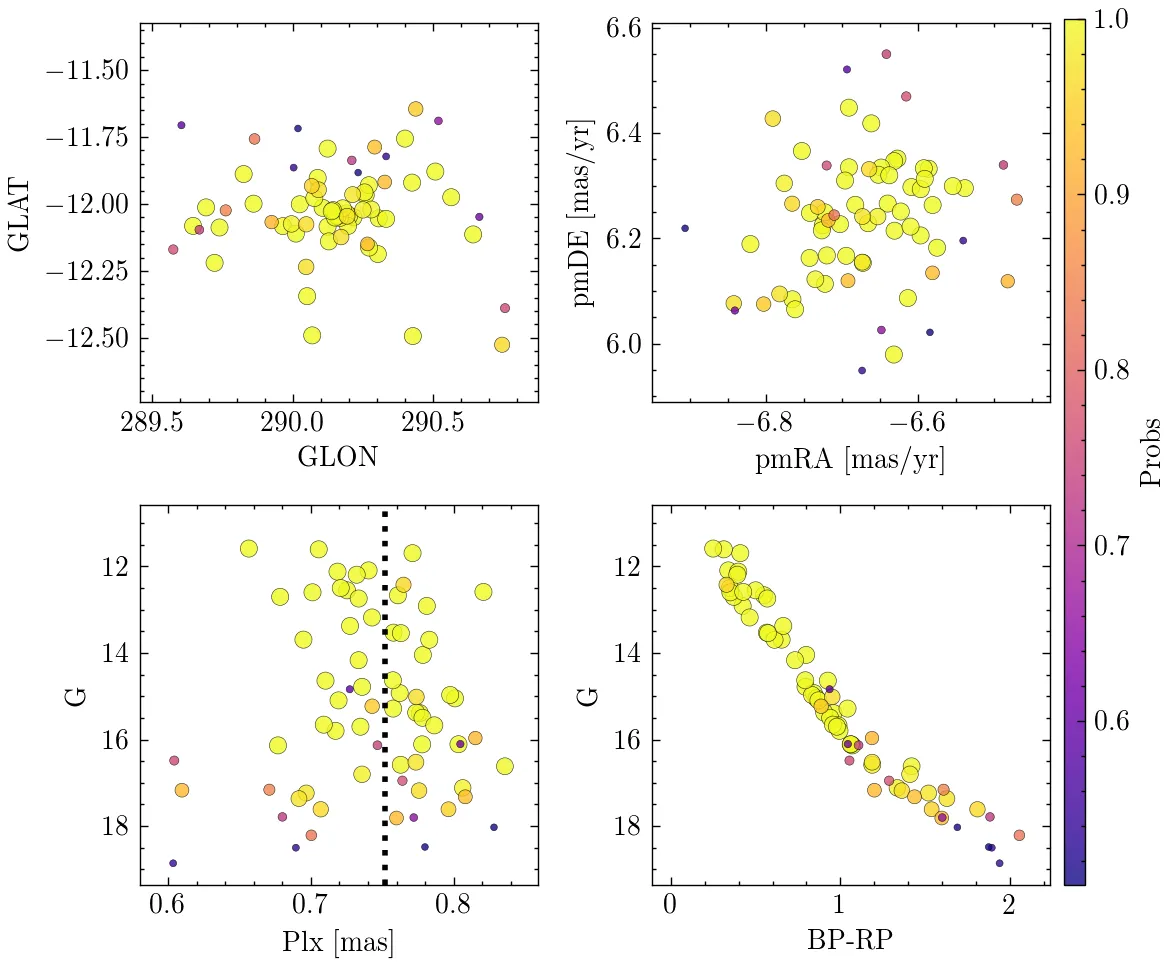 −11.50
−11.75
−12.00
−12.25
−12.50
GLAT
289.5 290.0 290.5
GLON
6.6
6.4
6.2
6.0
pmDE [mas/yr]
−6.8 −6.6
pmRA [mas/yr]
12
14
16
18
G
0.6 0.7 0.8
Plx [mas]
12
14
16
18
G
0 1 2
BP-RP
1.0
0.9
0.8
0.7
0.6
Probs